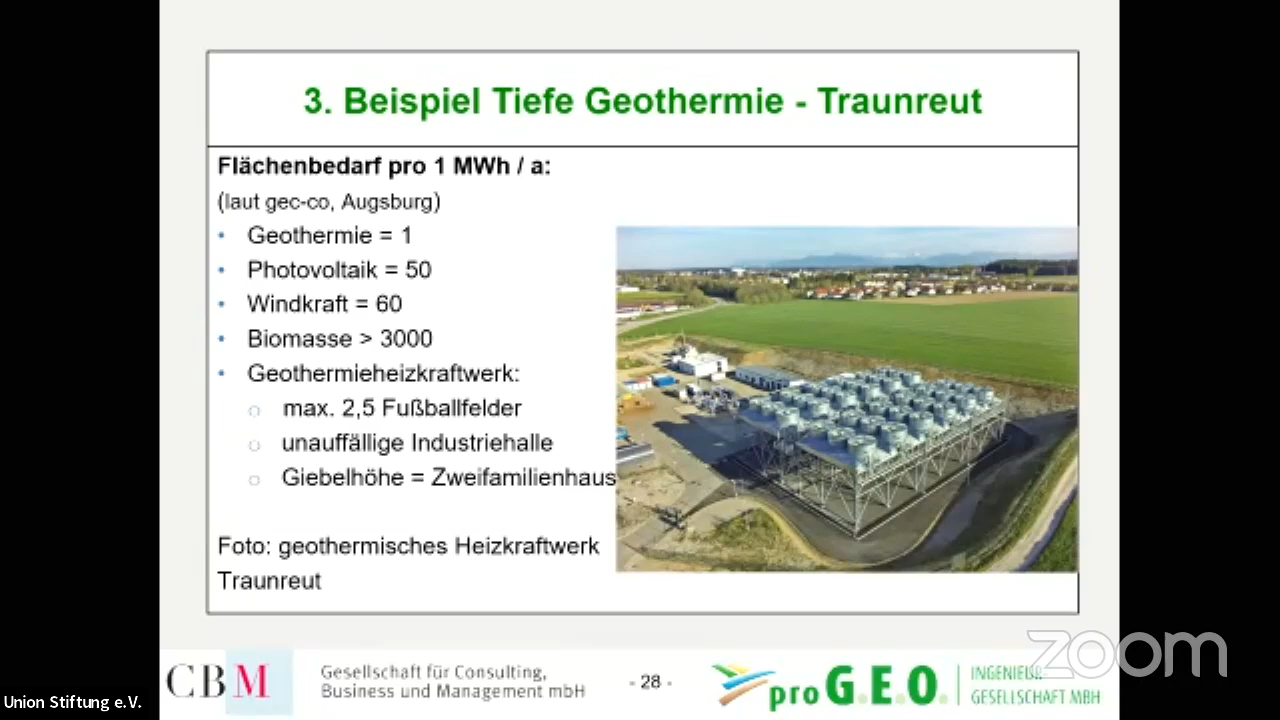 3. Beispiel Tiefe Geothermie - Traunreut
Flächenbedarf pro 1 MWh / a:
(laut gec-co, Augsburg)
• Geothermie = 1
• Photovoltaik = 50
• Windkraft = 60
• Biomasse > 3000
• Geothermieheizkraftwerk:
○ max. 2,5 Fußballfelder
○ unauffällige Industriehalle
○ Giebelhöhe = Zweifamilienhaus
Foto: geothermisches Heizkraftwerk
Traunreut
CBM
Gesellschaft für Consulting,
Business und Management mbH
- 28 -
pro G.E.O.
INGENIEUR-
GESELLSCHAFT MBH
zoom
Union Stiftung e.V.